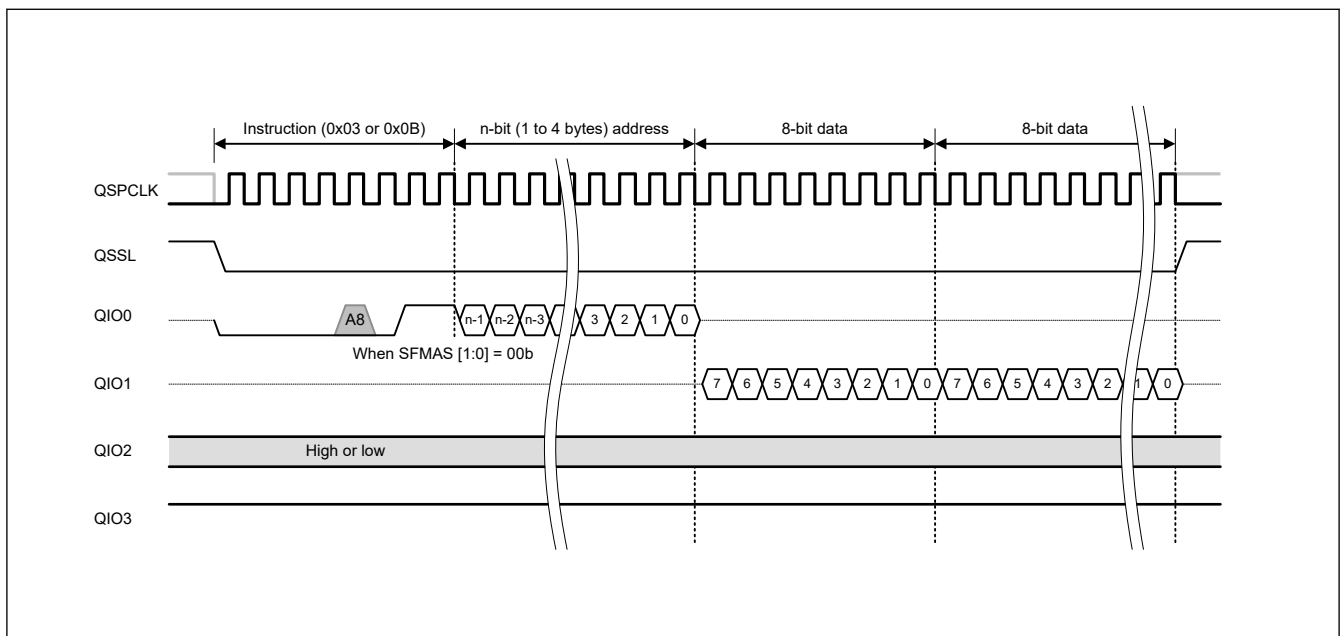 Instruction (0x03 or 0x0B) n-bit (1 to 4 bytes) address 8-bit data 8-bit data
QSPCLK
QSSL
QIO0 A8 n-1 n-2 n-3 3 2 1 0
When SFMAS [1:0] = 00b
QIO1 7 6 5 4 3 2 1 0 7 6 5 4 3 2 1 0
QIO2 High or low
QIO3